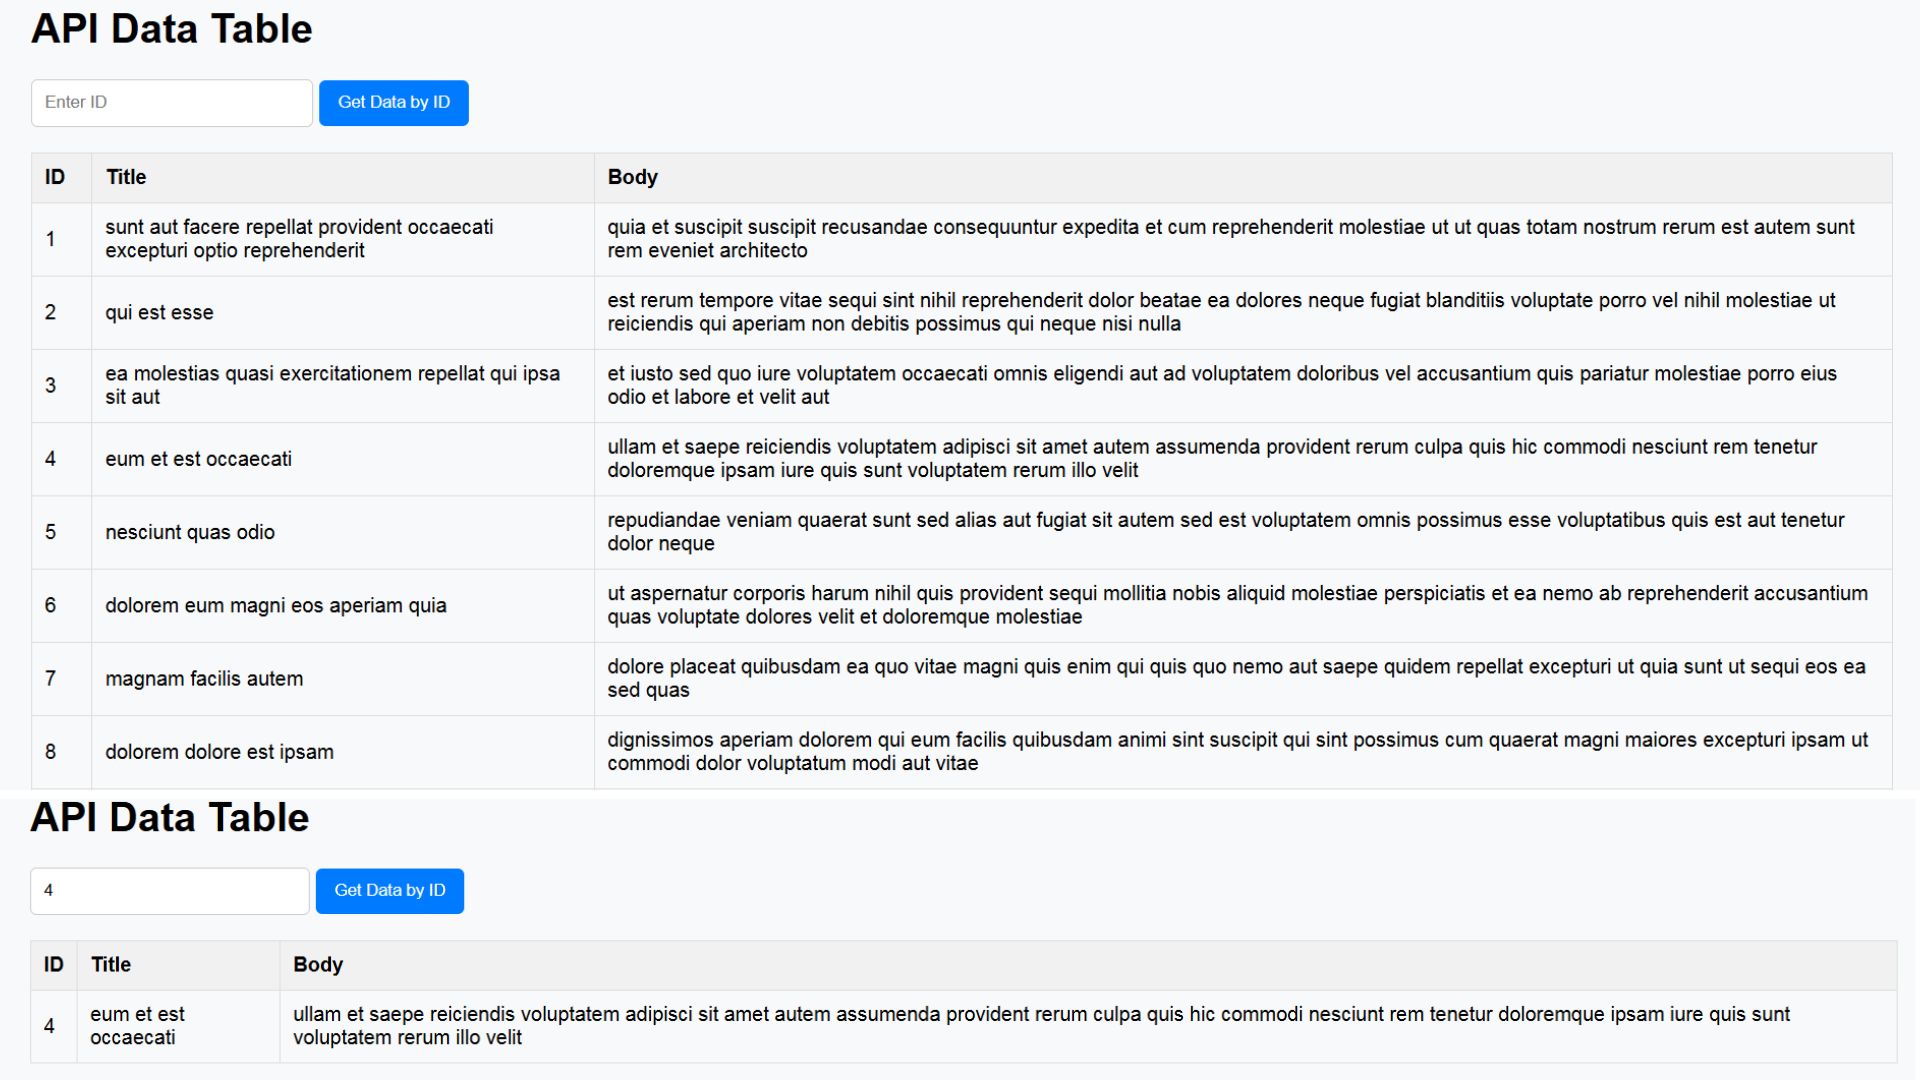 API Data Table
Enter ID
Get Data by ID
ID Title Body
1 sunt aut facere repellat provident occaecati excepturi optio reprehenderit quia et suscipit suscipit recusandae consequuntur expedita et cum reprehenderit molestiae ut ut quas totam nostrum rerum est autem sunt rem eveniet architecto
2 qui est esse est rerum tempore vitae sequi sint nihil reprehenderit dolor beatae ea dolores neque fugiat blanditiis voluptate porro vel nihil molestiae ut reiciendis qui aperiam non debitis possimus qui neque nisi nulla
3 ea molestias quasi exercitationem repellat qui ipsa sit aut et iusto sed quo iure voluptatem occaecati omnis eligendi aut ad voluptatem doloribus vel accusantium quis pariatur molestiae porro eius odio et labore et velit aut
4 eum et est occaecati ullam et saepe reiciendis voluptatem adipisci sit amet autem assumenda provident rerum culpa quis hic commodi nesciunt rem tenetur doloremque ipsam iure quis sunt voluptatem rerum illo velit
5 nesciunt quas odio repudiandae veniam quaerat sunt sed alias aut fugiat sit autem sed est voluptatem omnis possimus esse voluptatibus quis est aut tenetur dolor neque
6 dolorem eum magni eos aperiam quia ut aspernatur corporis harum nihil quis provident sequi mollitia nobis aliquid molestiae perspiciatis et ea nemo ab reprehenderit accusantium quas voluptate dolores velit et doloremque molestiae
7 magnam facilis autem dolore placeat quibusdam ea quo vitae magni quis enim qui quis quo nemo aut saepe quidem repellat excepturi ut quia sunt ut sequi eos ea sed quas
8 dolorem dolore est ipsam dignissimos aperiam dolorem qui eum facilis quibusdam animi sint suscipit qui sint possimus cum quaerat magni maiores excepturi ipsam ut commodi dolor voluptatum modi aut vitae
API Data Table
4
Get Data by ID
ID Title Body
4 eum et est occaecati ullam et saepe reiciendis voluptatem adipisci sit amet autem assumenda provident rerum culpa quis hic commodi nesciunt rem tenetur doloremque ipsam iure quis sunt voluptatem rerum illo velit